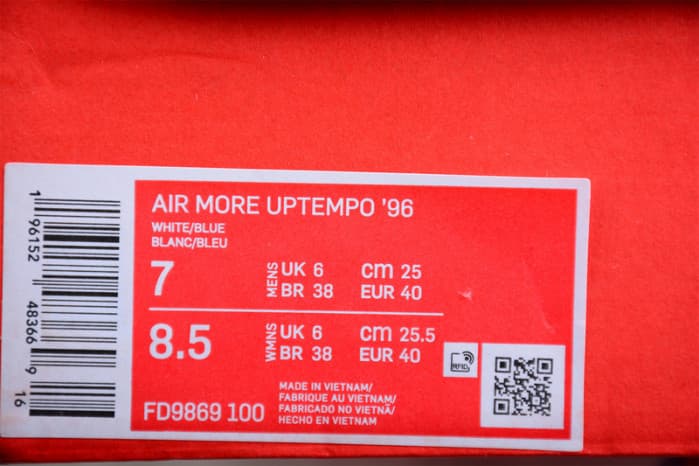 AIR MORE UPTEMPO '96
WHITE/BLUE
BLANC/BLEU
7 MENS UK 6 cm 25
BR 38 EUR 40
8.5 WMNS UK 6 cm 25.5
BR 38 EUR 40
RFID
FD9869 100
MADE IN VIETNAM/
FABRIQUE AU VIETNAM/
FABRICADO NO VIETNÃ/
HECHO EN VIETNAM
1 96152 48366 9
16